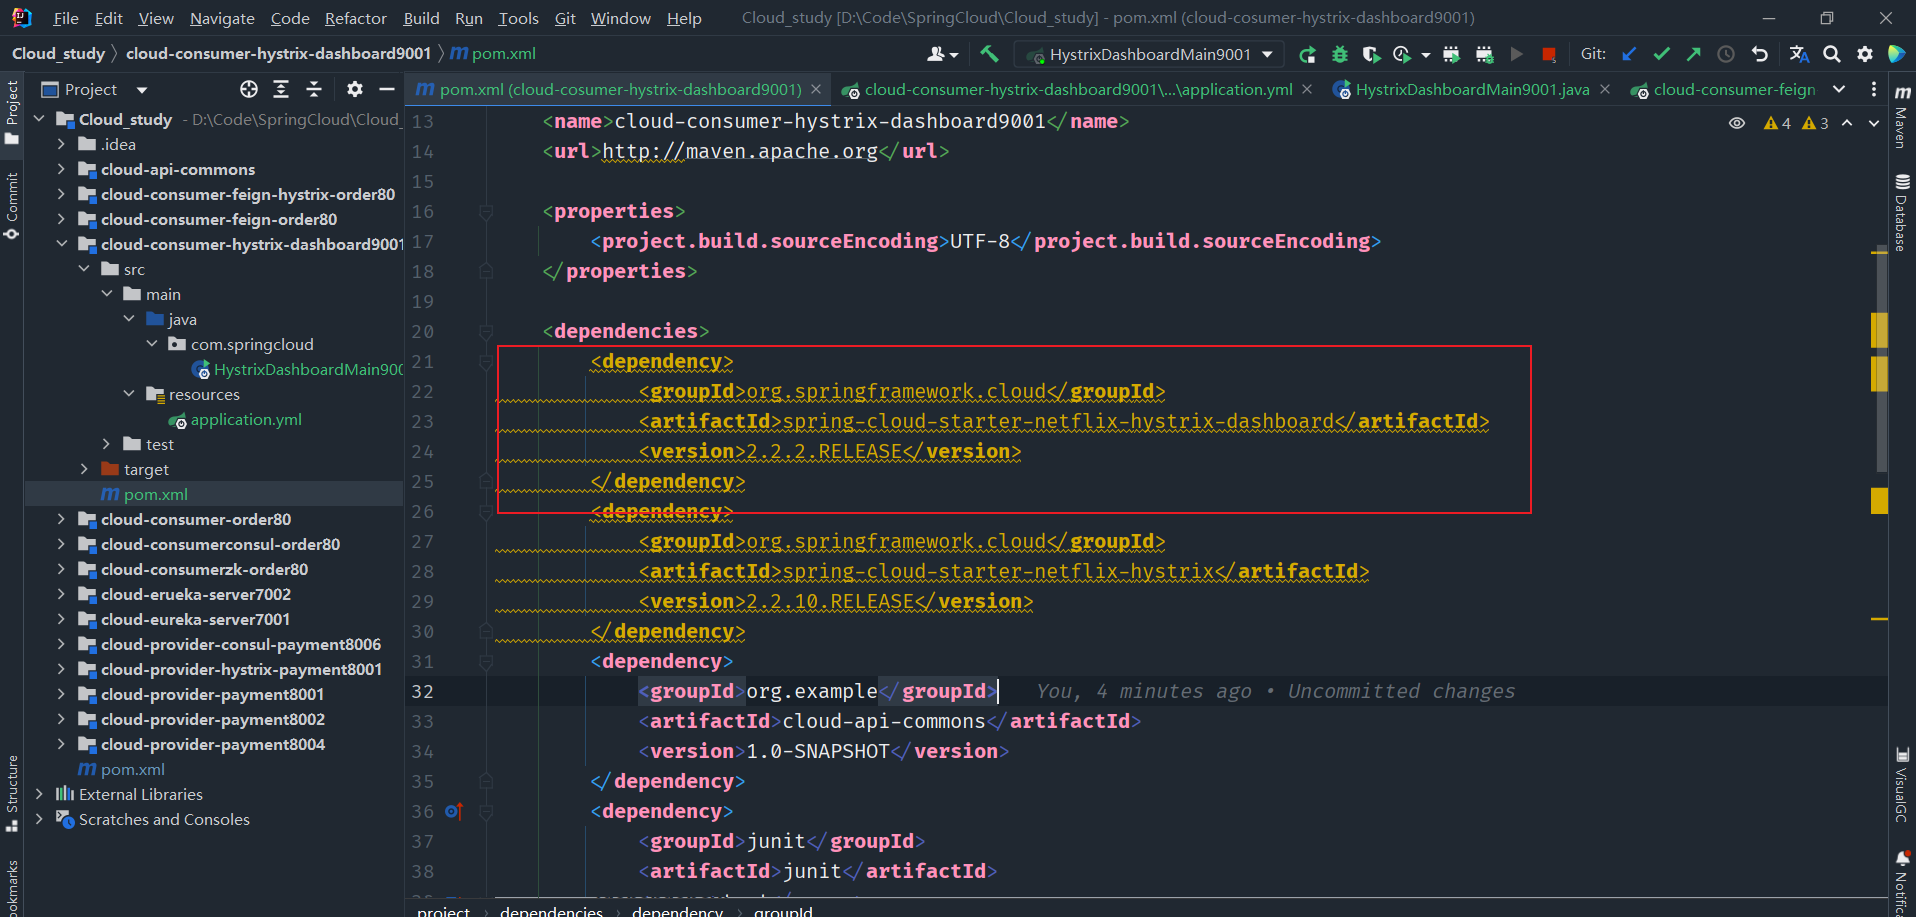 File Edit View Navigate Code Refactor Build Run Tools Git Window Help Cloud_study [D:\Code\SpringCloud\Cloud_study] - pom.xml (cloud-cosumer-hystrix-dashboard9001)
Cloud_study cloud-consumer-hystrix-dashboard9001 pom.xml HystrixDashboardMain9001 Git:
Project
pom.xml (cloud-cosumer-hystrix-dashboard9001) cloud-consumer-hystrix-dashboard9001\...\application.yml HystrixDashboardMain9001.java cloud-consumer-feign
Cloud_study - D:\Code\SpringCloud\Cloud_
.idea
cloud-api-commons
cloud-consumer-feign-hystrix-order80
cloud-consumer-feign-order80
cloud-consumer-hystrix-dashboard9001
src
main
java
com.springcloud
HystrixDashboardMain900
resources
application.yml
test
target
pom.xml
cloud-consumer-order80
cloud-consumerconsul-order80
cloud-consumerzk-order80
cloud-erueka-server7002
cloud-eureka-server7001
cloud-provider-consul-payment8006
cloud-provider-hystrix-payment8001
cloud-provider-payment8001
cloud-provider-payment8002
cloud-provider-payment8004
pom.xml
External Libraries
Scratches and Consoles
13 <name>cloud-consumer-hystrix-dashboard9001</name>
14 <url>http://maven.apache.org</url>
15
16 <properties>
17 <project.build.sourceEncoding>UTF-8</project.build.sourceEncoding>
18 </properties>
19
20 <dependencies>
21 <dependency>
22 <groupId>org.springframework.cloud</groupId>
23 <artifactId>spring-cloud-starter-netflix-hystrix-dashboard</artifactId>
24 <version>2.2.2.RELEASE</version>
25 </dependency>
26 <dependency>
27 <groupId>org.springframework.cloud</groupId>
28 <artifactId>spring-cloud-starter-netflix-hystrix</artifactId>
29 <version>2.2.10.RELEASE</version>
30 </dependency>
31 <dependency>
32 <groupId>org.example</groupId> You, 4 minutes ago • Uncommitted changes
33 <artifactId>cloud-api-commons</artifactId>
34 <version>1.0-SNAPSHOT</version>
35 </dependency>
36 <dependency>
37 <groupId>junit</groupId>
38 <artifactId>junit</artifactId>
4 3
project dependencies dependency groupId
Project
Commit
Structure
ookmarks
Maven
Database
VisualGC
Notifica